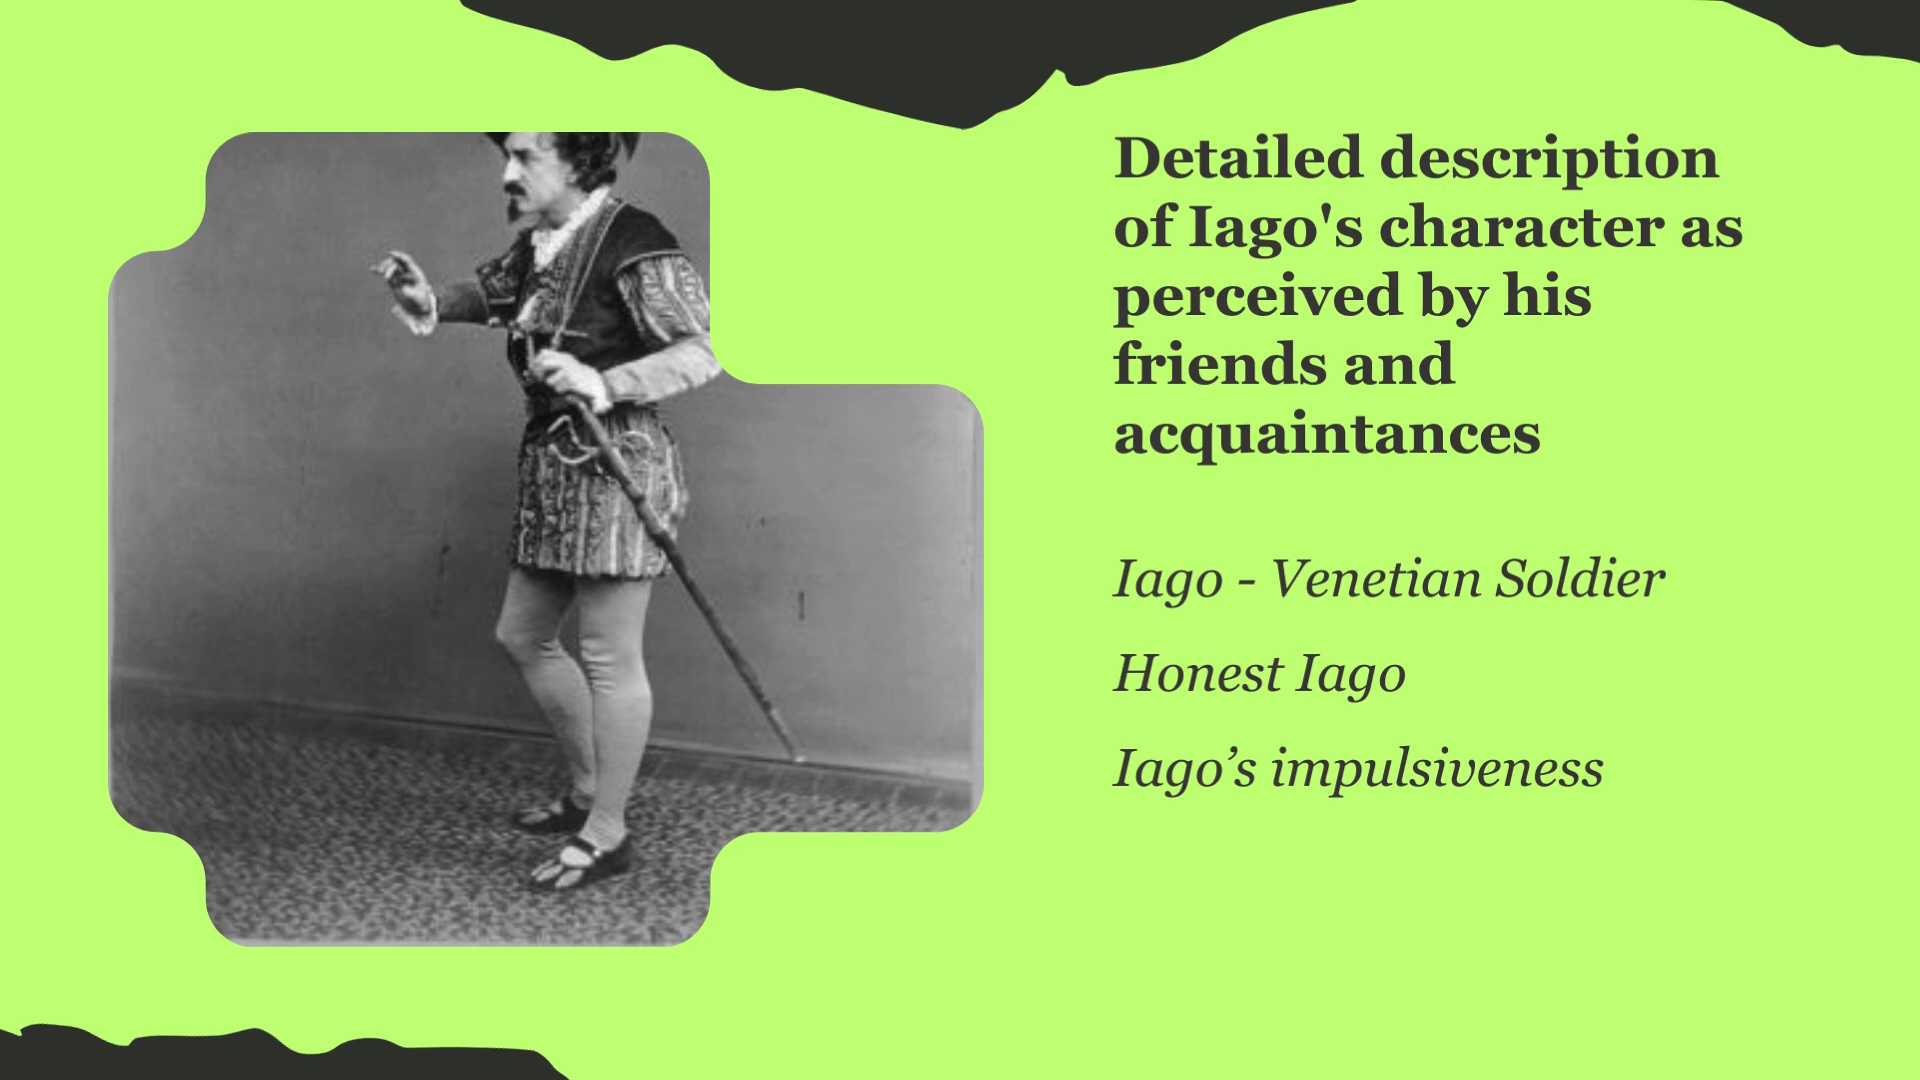 Detailed description
of Iago's character as
perceived by his
friends and
acquaintances
Iago - Venetian Soldier
Honest Iago
Iago’s impulsiveness